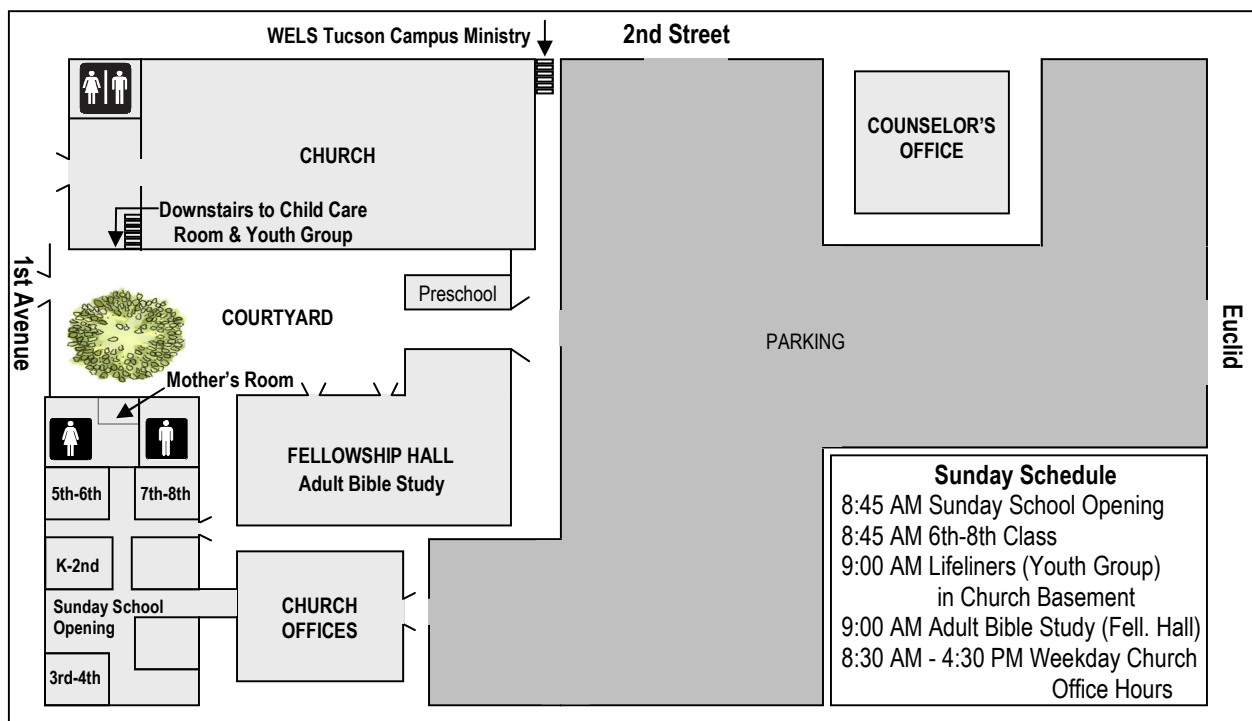 WELS Tucson Campus Ministry
2nd Street
COUNSELOR'S
OFFICE
CHURCH
Downstairs to Child Care
Room & Youth Group
1st Avenue
Preschool
COURTYARD
PARKING
Euclid
Mother's Room
FELLOWSHIP HALL
Adult Bible Study
5th-6th
7th-8th
K-2nd
Sunday School
Opening
3rd-4th
CHURCH
OFFICES
Sunday Schedule
8:45 AM Sunday School Opening
8:45 AM 6th-8th Class
9:00 AM Lifeliners (Youth Group)
in Church Basement
9:00 AM Adult Bible Study (Fell. Hall)
8:30 AM - 4:30 PM Weekday Church
Office Hours